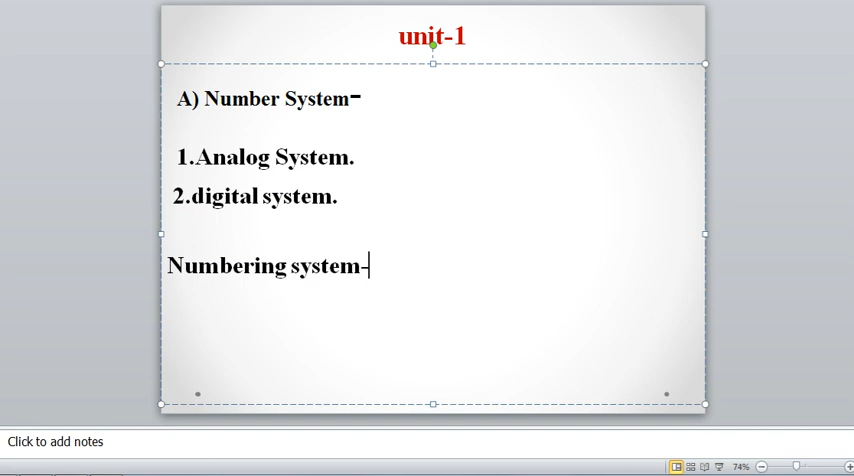 unit-1
A) Number System-
1.Analog System.
2.digital system.
Numbering system-
Click to add notes
74%